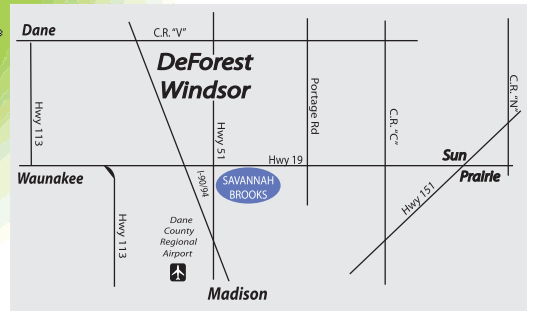 Dane
C.R. "V"
DeForest
Windsor
Hwy 113
Hwy 51
Portage Rd
C.R. "C"
C.R. "N"
Hwy 19
Sun
Prairie
Waunakee
I-90/94
SAVANNAH
BROOKS
Hwy 151
Hwy 113
Dane
County
Regional
Airport
Madison